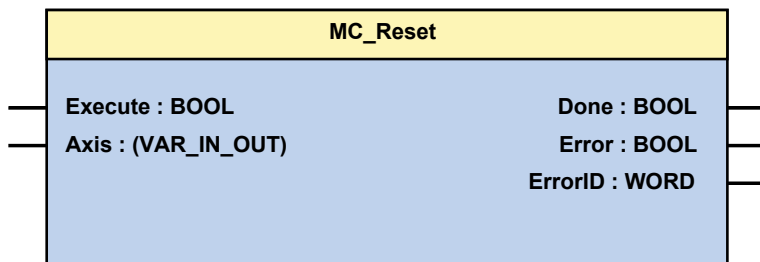 MC_Reset
Execute : BOOL
Done : BOOL
Axis : (VAR_IN_OUT)
Error : BOOL
ErrorID : WORD